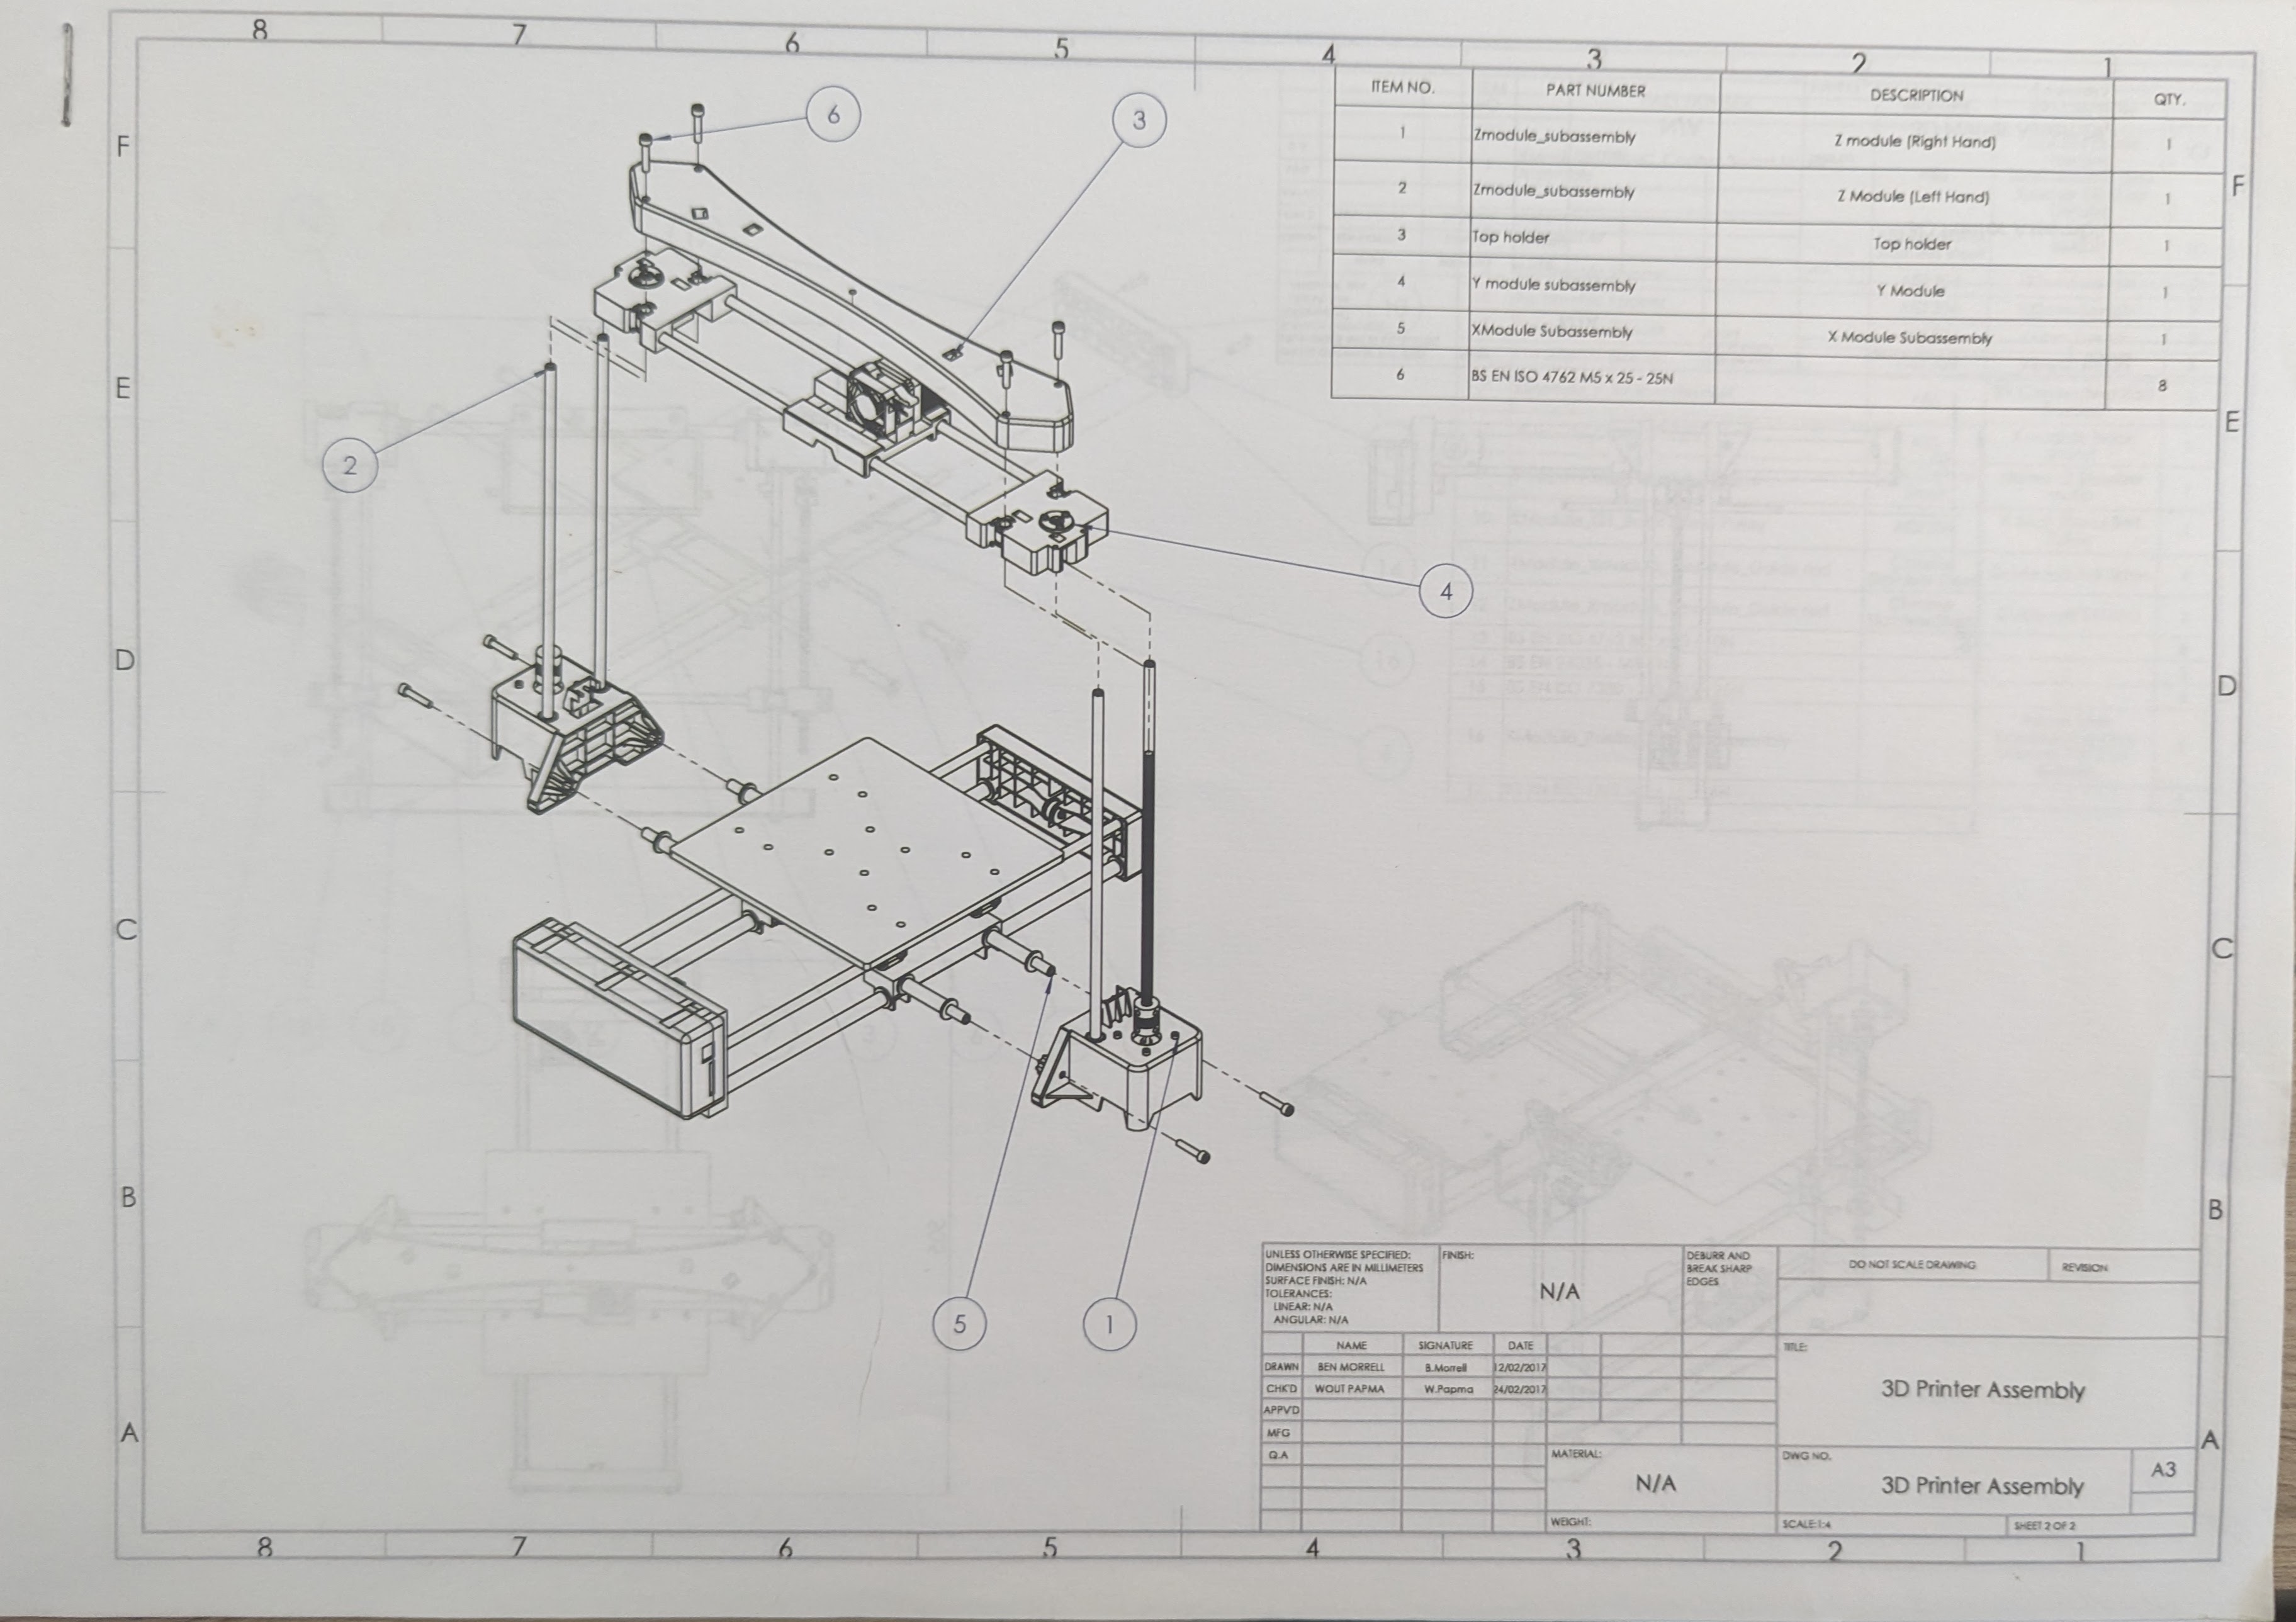 8 7 6 5 4 3 2 1
F
E
D
C
B
A
F
E
D
C
B
A
6
3
2
4
5
1
ITEM NO. PART NUMBER DESCRIPTION QTY.
1 Zmodule_subassembly Z module (Right Hand) 1
2 Zmodule_subassembly Z Module (Left Hand) 1
3 Top holder Top holder 1
4 Y module subassembly Y Module 1
5 XModule Subassembly X Module Subassembly 1
6 BS EN ISO 4762 M5 x 25 - 25N 8
UNLESS OTHERWISE SPECIFIED:
DIMENSIONS ARE IN MILLIMETERS
SURFACE FINISH: N/A
TOLERANCES:
LINEAR: N/A
ANGULAR: N/A
FINISH:
N/A
DEBURR AND
BREAK SHARP
EDGES
DO NOT SCALE DRAWING
REVISION
NAME SIGNATURE DATE
DRAWN BEN MORRELL B.Morrell 12/02/2017
CHK'D WOUT PAPMA W.Papma 24/02/2017
APPV'D
MFG
Q.A
MATERIAL:
N/A
WEIGHT:
TITLE:
3D Printer Assembly
DWG NO.
3D Printer Assembly
A3
SCALE:1:4
SHEET 2 OF 2
8 7 6 5 4 3 2 1